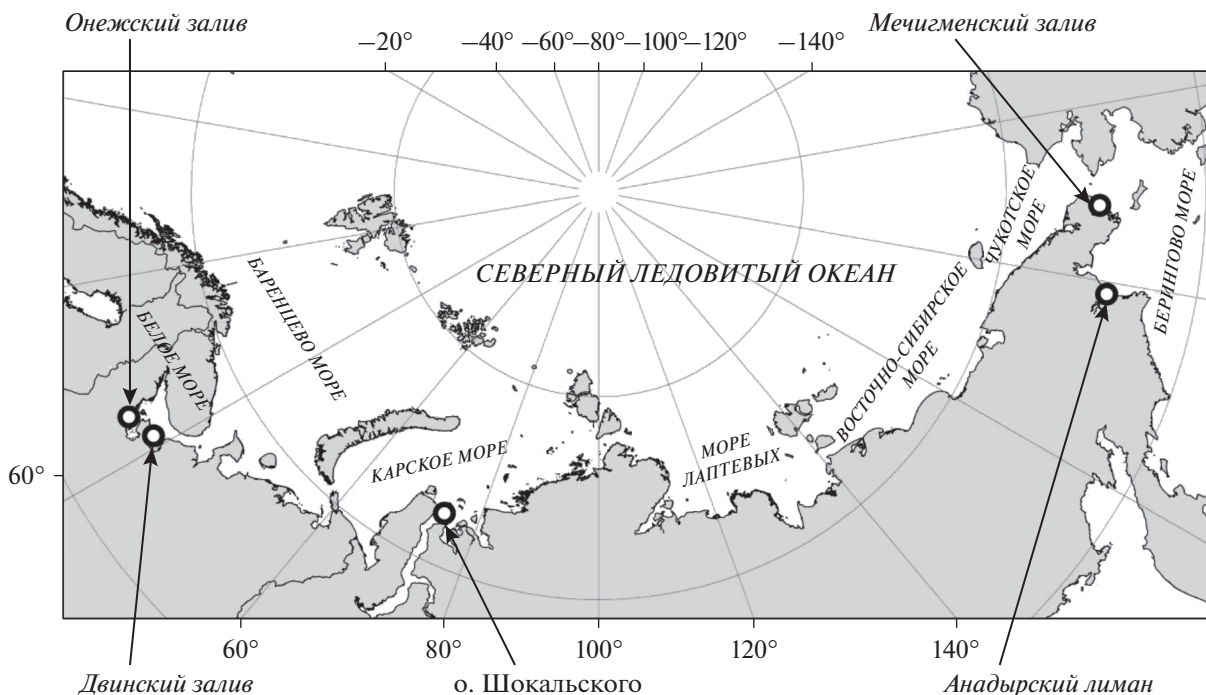 Онежский залив
Мечигменский залив
–20°
–40°
–60°
–80°
–100°
–120°
–140°
ЧУКОТСКОЕ
МОРЕ
БЕРИНГОВО МОРЕ
СЕВЕРНЫЙ ЛЕДОВИТЫЙ ОКЕАН
БАРЕНЦЕВО МОРЕ
БЕЛОЕ МОРЕ
ВОСТОЧНО-СИБИРСКОЕ
МОРЕ
КАРСКОЕ МОРЕ
МОРЕ
ЛАПТЕВЫХ
60°
60°
80°
100°
120°
140°
Двинский залив
о. Шокальского
Анадырский лиман